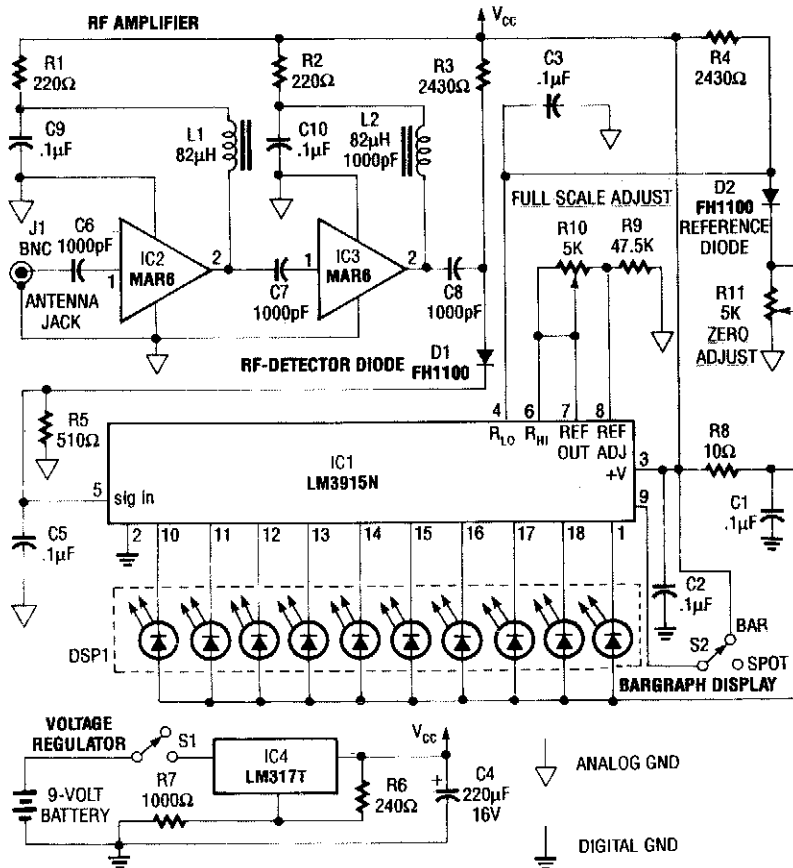 RF AMPLIFIER
VCC
R1
220Ω
R2
220Ω
R3
2430Ω
C3
.1µF
R4
2430Ω
C9
.1µF
L1
82µH
C10
.1µF
L2
82µH
1000pF
J1
BNC
C6
1000pF
1
IC2
MAR6
2
C7
1000pF
1
IC3
MAR6
2
C8
1000pF
ANTENNA
JACK
FULL SCALE ADJUST
R10
5K
R9
47.5K
D2
FH1100
REFERENCE
DIODE
R11
5K
ZERO
ADJUST
RF-DETECTOR DIODE
D1
FH1100
R5
510Ω
4
6
7
8
RLO
RHI
REF
OUT
REF
ADJ
+V
3
9
R8
10Ω
IC1
LM3915N
5
sig in
C5
.1µF
2
10
11
12
13
14
15
16
17
18
1
C1
.1µF
C2
.1µF
DSP1
S2
BAR
SPOT
BARGRAPH DISPLAY
VOLTAGE
REGULATOR
S1
IC4
LM317T
VCC
9-VOLT
BATTERY
R7
1000Ω
R6
240Ω
+
C4
220µF
16V
ANALOG GND
DIGITAL GND